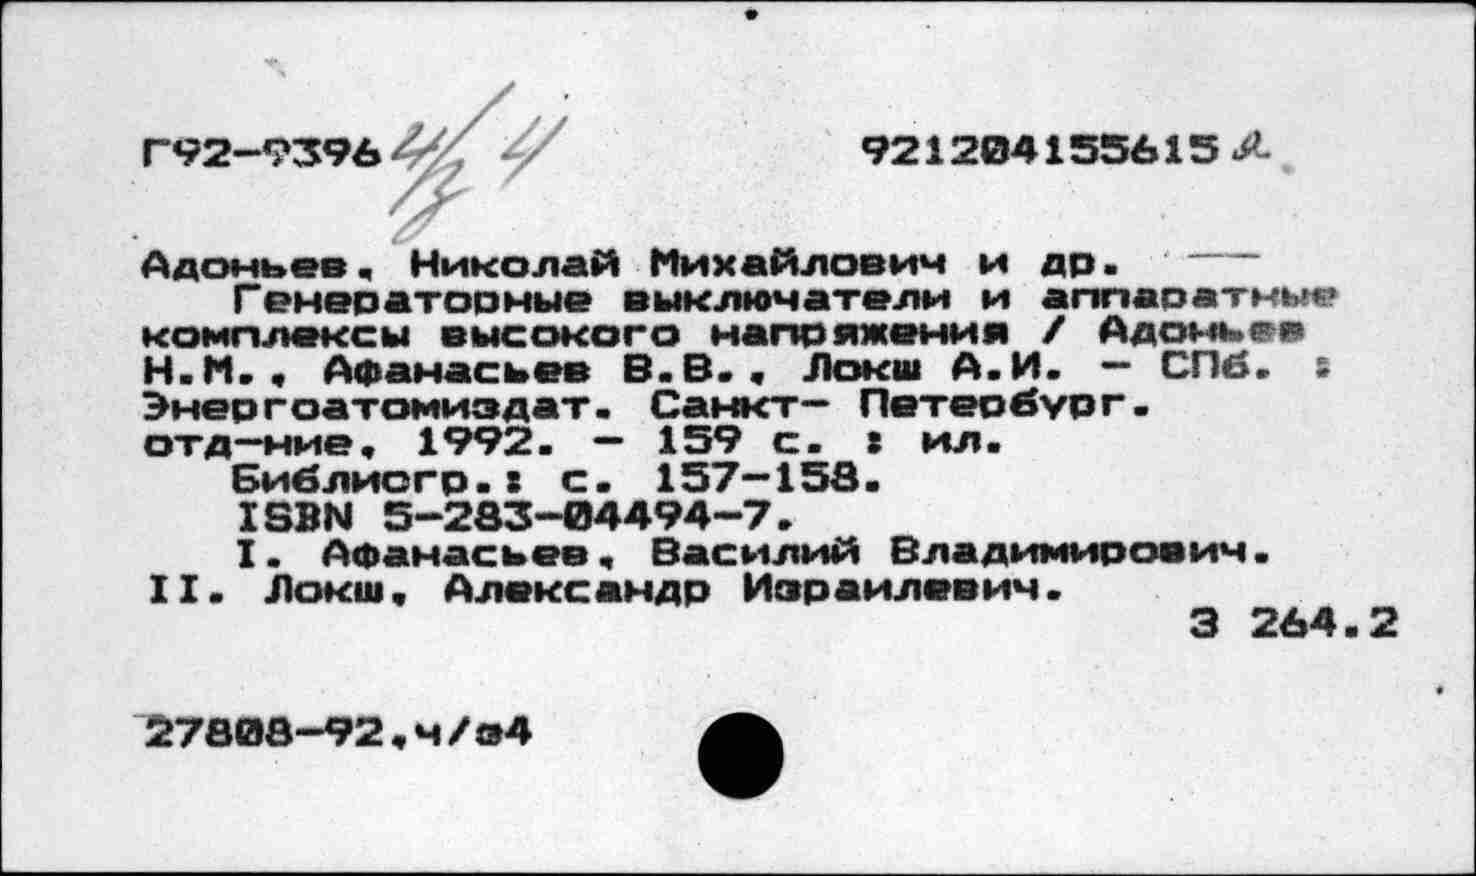 Г92-9396 4/3 4 921204155615 Л
Адоньев, Николай Михайлович и др.
Генераторные выключатели и аппаратные
комплексы высокого напряжения / Адоньев
Н.М., Афанасьев В.В., Локш А.И. - СПб. :
Энергоатомиздат. Санкт- Петербург.
отд-ние, 1992. - 159 с. : ил.
Библиогр.: с. 157-158.
ISBN 5-283-04494-7.
I. Афанасьев, Василий Владимирович.
II. Локш, Александр Израилевич.
З 264.2
27808-92,ч/з4